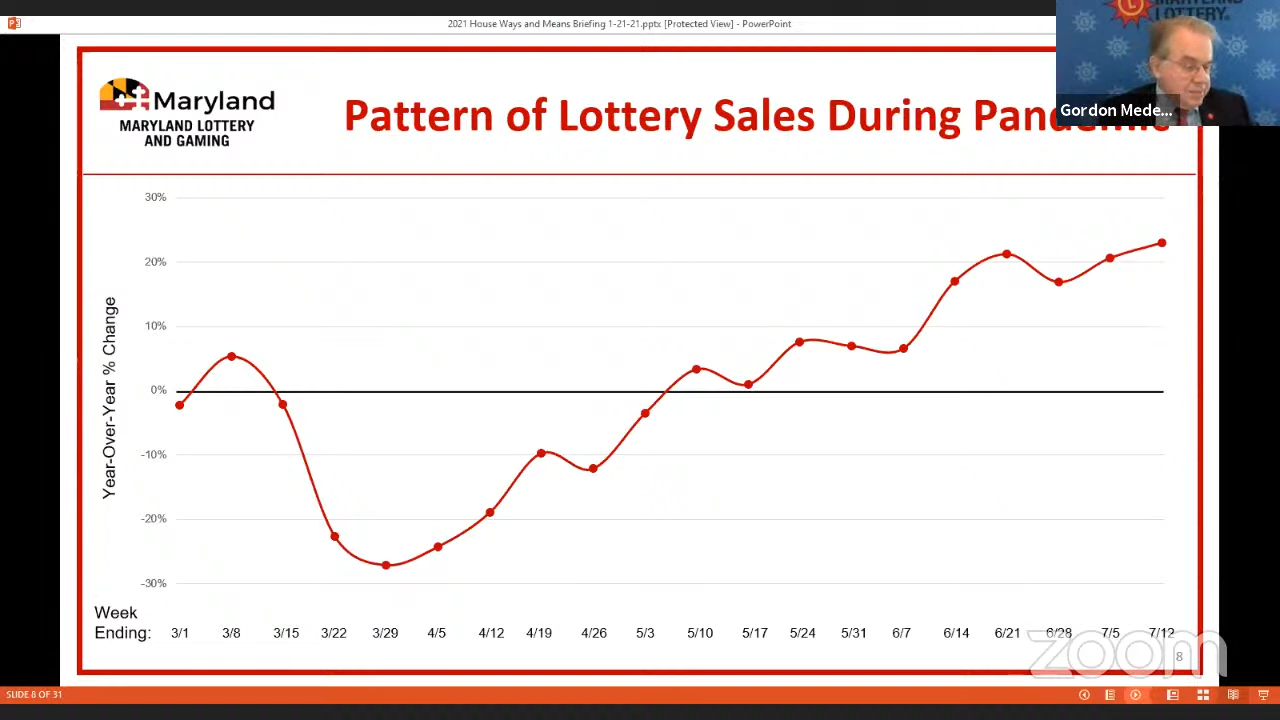 2021 House Ways and Means Briefing 1-21-21.pptx [Protected View] - PowerPoint
LOTTERY
Gordon Mede...
Maryland
MARYLAND LOTTERY
AND GAMING
Pattern of Lottery Sales During Pandemic
Year-Over-Year % Change
30%
20%
10%
0%
-10%
-20%
-30%
Week
Ending:
3/1 3/8 3/15 3/22 3/29 4/5 4/12 4/19 4/26 5/3 5/10 5/17 5/24 5/31 6/7 6/14 6/21 6/28 7/5 7/12
zoom
8
SLIDE 8 OF 31